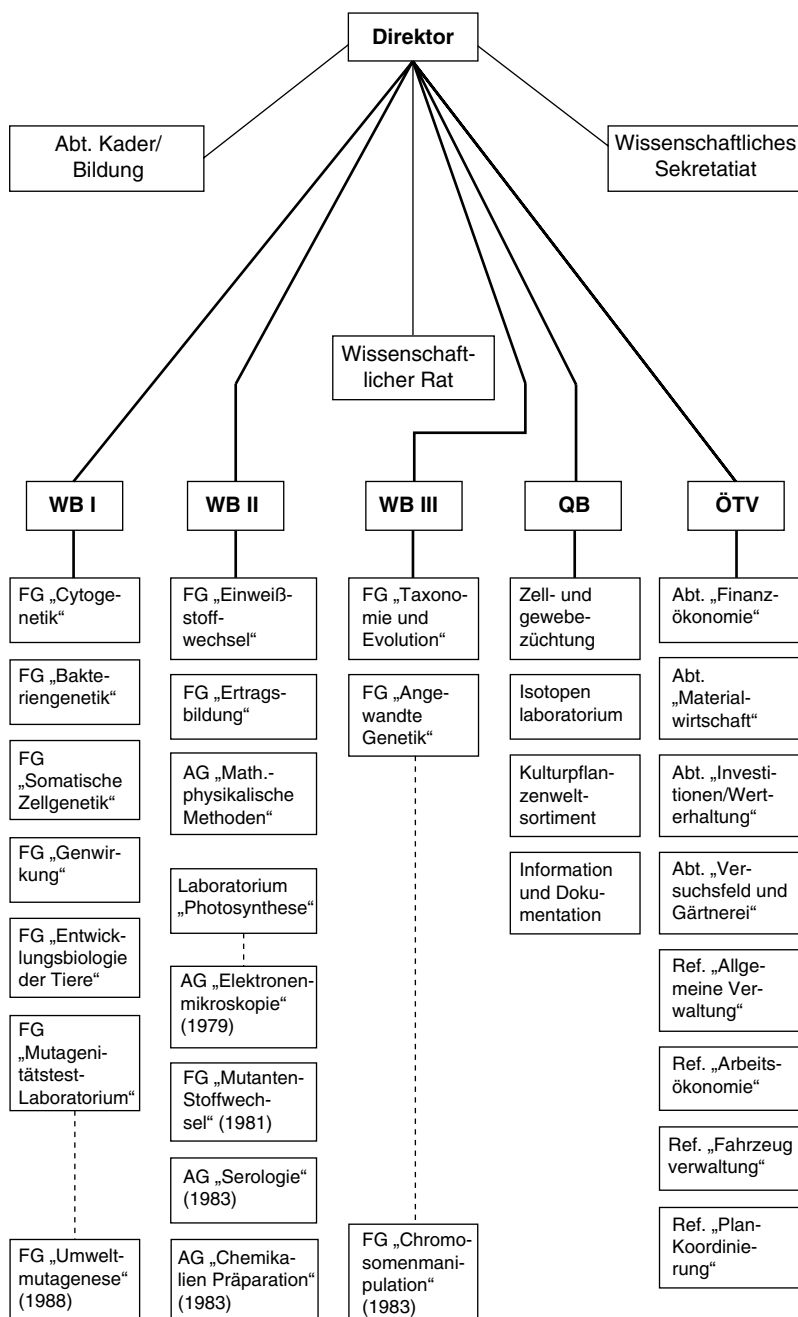 Direktor
Abt. Kader/
Bildung
Wissenschaftliches
Sekretatiat
Wissenschaft-
licher Rat
WB I
WB II
WB III
QB
ÖTV
FG „Cytoge-
netik“
FG „Bakte-
riengenetik“
FG
„Somatische
Zellgenetik“
FG „Genwir-
kung“
FG „Entwick-
lungsbiologie
der Tiere“
FG
„Mutageni-
tätstest-
Laboratorium“
FG „Umwelt-
mutagenese“
(1988)
FG „Einweiß-
stoff-
wechsel“
FG „Ertrags-
bildung“
AG „Math.-
physikalische
Methoden“
Laboratorium
„Photosynthese“
AG „Elektronen-
mikroskopie“
(1979)
FG „Mutanten-
Stoffwech-
sel“ (1981)
AG „Serologie“
(1983)
AG „Chemika-
lien Präparation“
(1983)
FG „Taxono-
mie und
Evolution“
FG „Ange-
wandte
Genetik“
FG „Chromo-
somenmani-
pulation“
(1983)
Zell- und
gewebe-
züchtung
Isotopen
laboratorium
Kulturpflan-
zenwelt-
sortiment
Information
und Doku-
mentation
Abt. „Finanz-
ökonomie“
Abt.
„Material-
wirtschaft“
Abt. „Investi-
tionen/Wert-
erhaltung“
Abt. „Ver-
suchsfeld und
Gärtnerei“
Ref. „Allge-
meine Ver-
waltung“
Ref. „Arbeits-
ökonomie“
Ref. „Fahrzeug
verwaltung“
Ref. „Plan-
Koordinie-
rung“